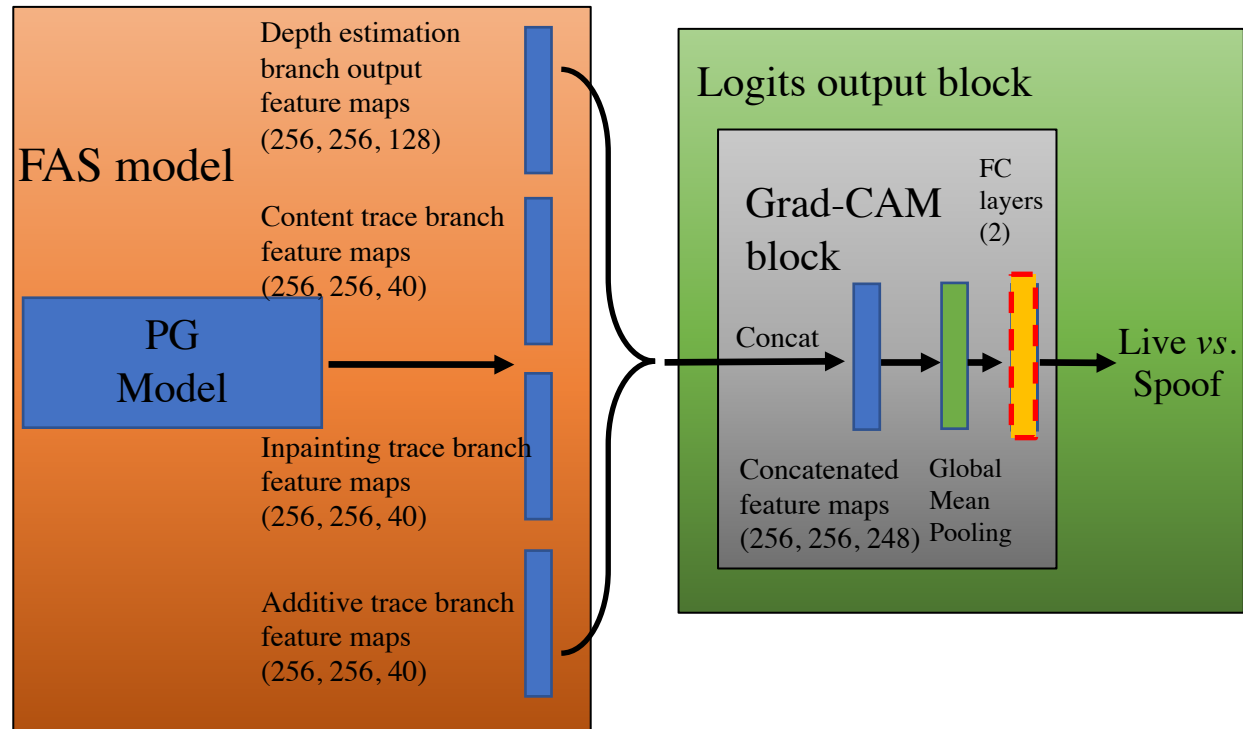 Depth estimation
branch output
feature maps
(256, 256, 128)
FAS model
Content trace branch
feature maps
(256, 256, 40)
PG
Model
Inpainting trace branch
feature maps
(256, 256, 40)
Additive trace branch
feature maps
(256, 256, 40)
Logits output block
Grad-CAM
block
FC
layers
(2)
Concat
Concatenated
feature maps
(256, 256, 248)
Global
Mean
Pooling
Live vs.
Spoof